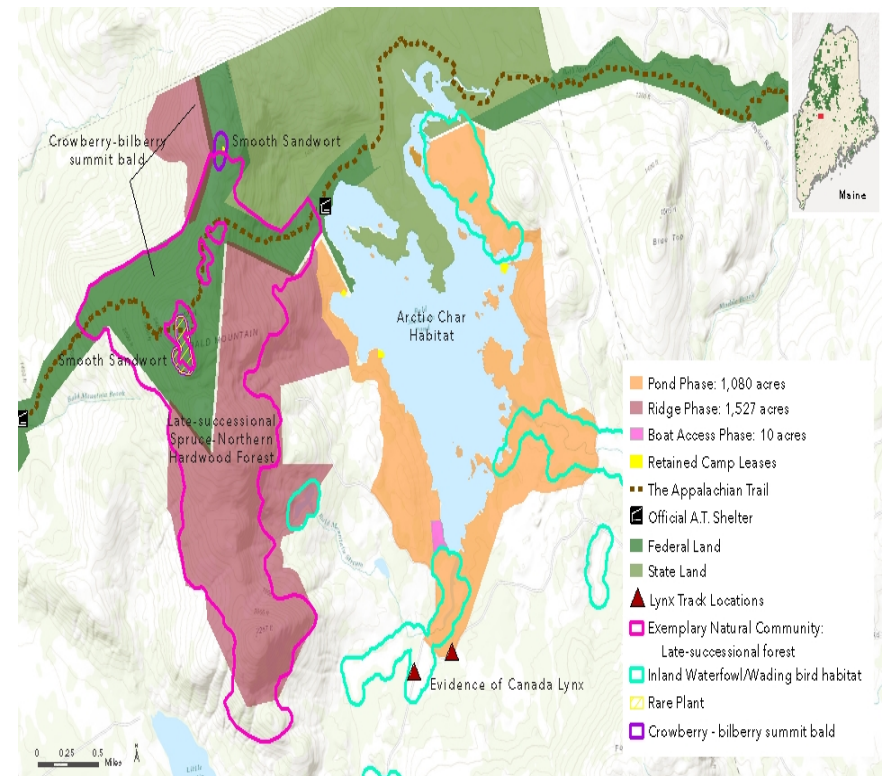 Crowberry-bilberry
summit bald
Smooth Sandwort
Maine
Arctic Char
Habitat
BALD MOUNTAIN
Smooth Sandwort
Late-successional
Spruce-Northern
Hardwood Forest
Evidence of Canada Lynx
Pond Phase: 1,080 acres
Ridge Phase: 1,527 acres
Boat Access Phase: 10 acres
Retained Camp Leases
The Appalachian Trail
Official A.T. Shelter
Federal Land
State Land
Lynx Track Locations
Exemplary Natural Community:
Late-successional forest
Inland Waterfowl/Wading bird habitat
Rare Plant
Crowberry - bilberry summit bald
0 0.25 0.5
Miles
N
Little